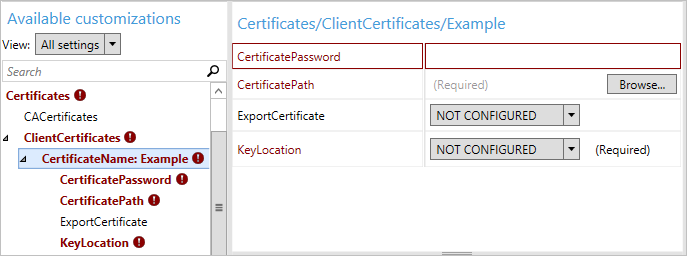 Available customizations
View: All settings
Search
Certificates
CACertificates
ClientCertificates
CertificateName: Example
CertificatePassword
CertificatePath
ExportCertificate
KeyLocation
Certificates/ClientCertificates/Example
CertificatePassword
CertificatePath (Required) Browse...
ExportCertificate NOT CONFIGURED
KeyLocation NOT CONFIGURED (Required)